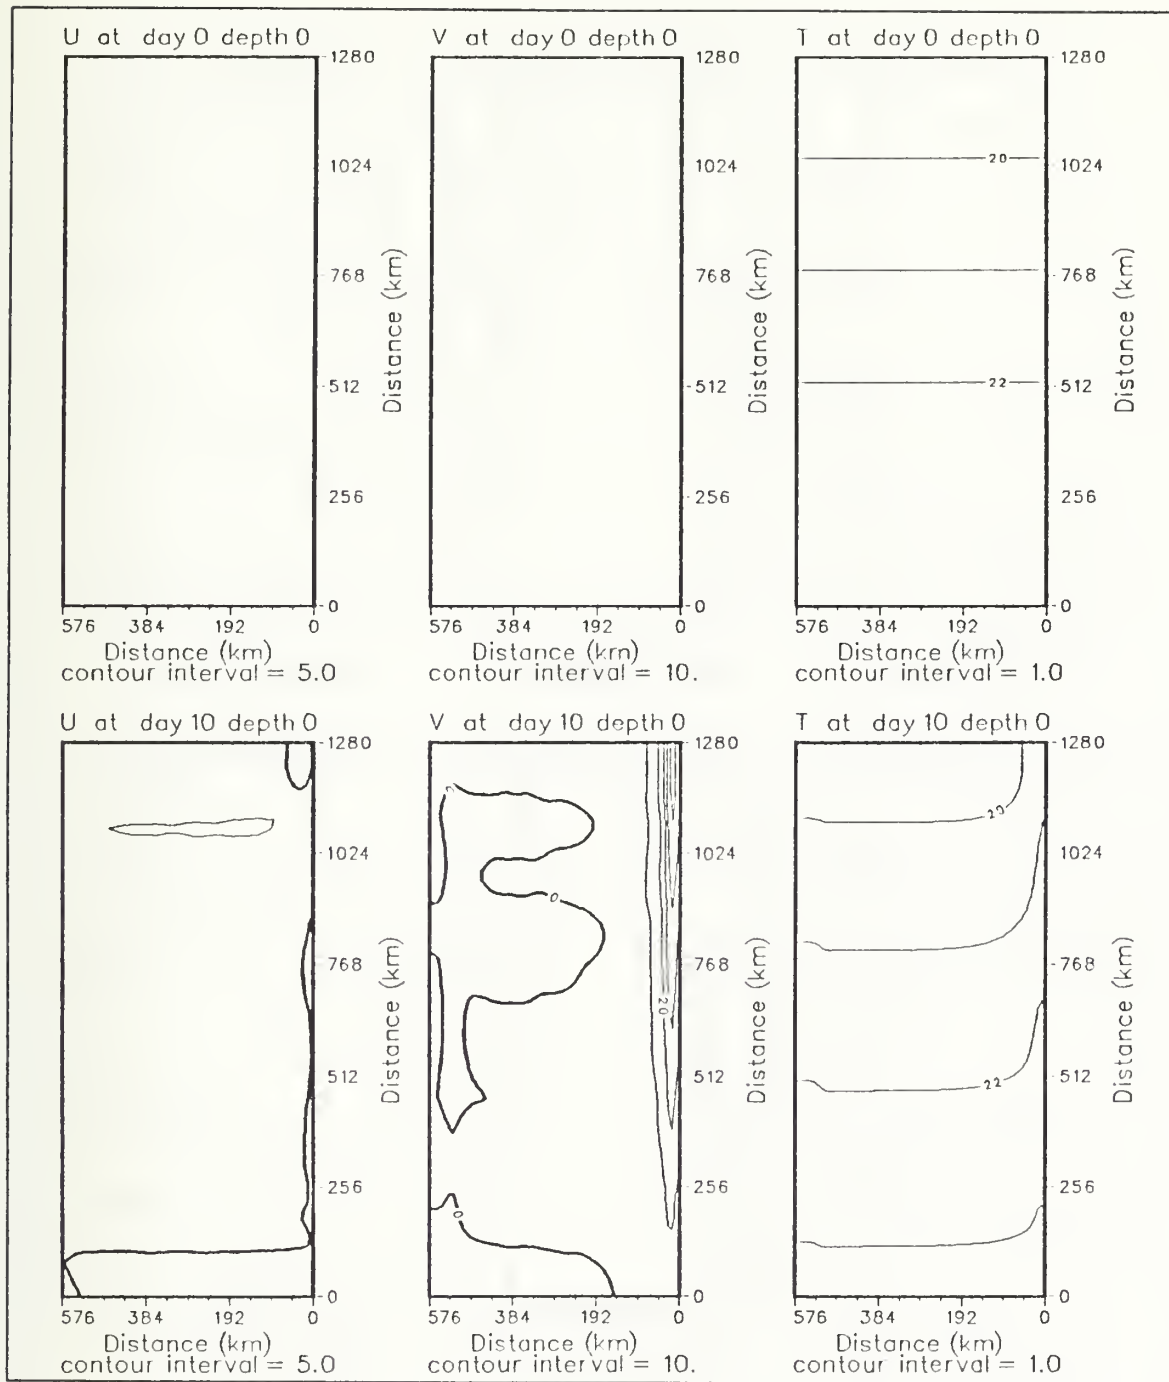 U at day 0 depth 0
1280
1024
768
512
256
0
Distance (km)
576 384 192 0
Distance (km)
contour interval = 5.0
V at day 0 depth 0
1280
1024
768
512
256
0
Distance (km)
576 384 192 0
Distance (km)
contour interval = 10.
T at day 0 depth 0
20
22
1280
1024
768
512
256
0
Distance (km)
576 384 192 0
Distance (km)
contour interval = 1.0
U at day 10 depth 0
1280
1024
768
512
256
0
Distance (km)
576 384 192 0
Distance (km)
contour interval = 5.0
V at day 10 depth 0
0
0
20
0
1280
1024
768
512
256
0
Distance (km)
576 384 192 0
Distance (km)
contour interval = 10.
T at day 10 depth 0
20
22
1280
1024
768
512
256
0
Distance (km)
576 384 192 0
Distance (km)
contour interval = 1.0